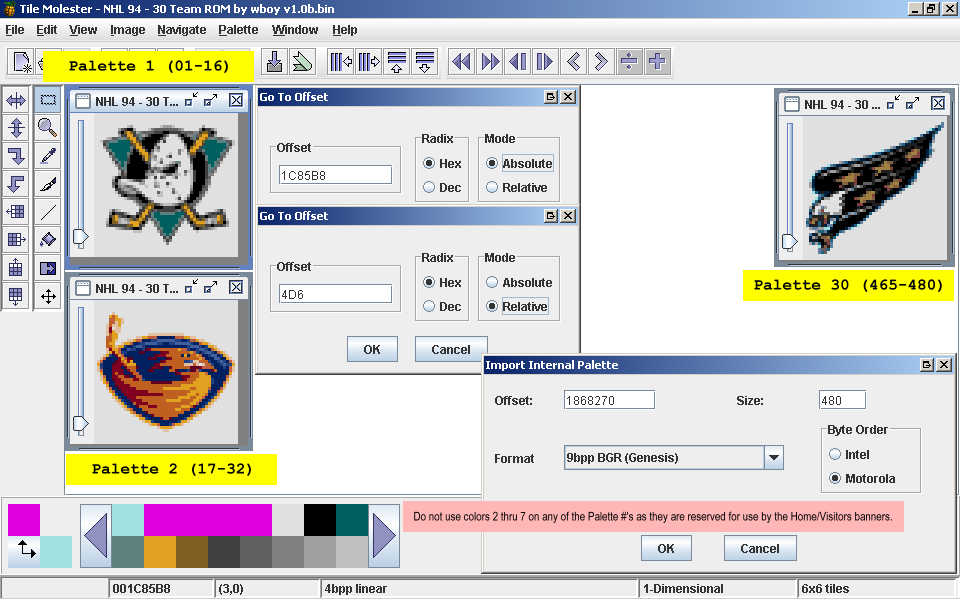 Tile Molester - NHL 94 - 30 Team ROM by wboy v1.0b.bin
File Edit View Image Navigate Palette Window Help
Palette 1 (01-16)
NHL 94 - 30 T...
Go To Offset
Offset
1C85B8
Radix
Hex
Dec
Mode
Absolute
Relative
Go To Offset
Offset
4D6
Radix
Hex
Dec
Mode
Absolute
Relative
OK Cancel
NHL 94 - 30 ...
Palette 30 (465-480)
NHL 94 - 30 T...
Palette 2 (17-32)
Import Internal Palette
Offset: 1868270 Size: 480
Format 9bpp BGR (Genesis)
Byte Order
Intel
Motorola
Do not use colors 2 thru 7 on any of the Palette #'s as they are reserved for use by the Home/Visitors banners.
OK Cancel
001C85B8 (3,0) 4bpp linear 1-Dimensional 6x6 tiles